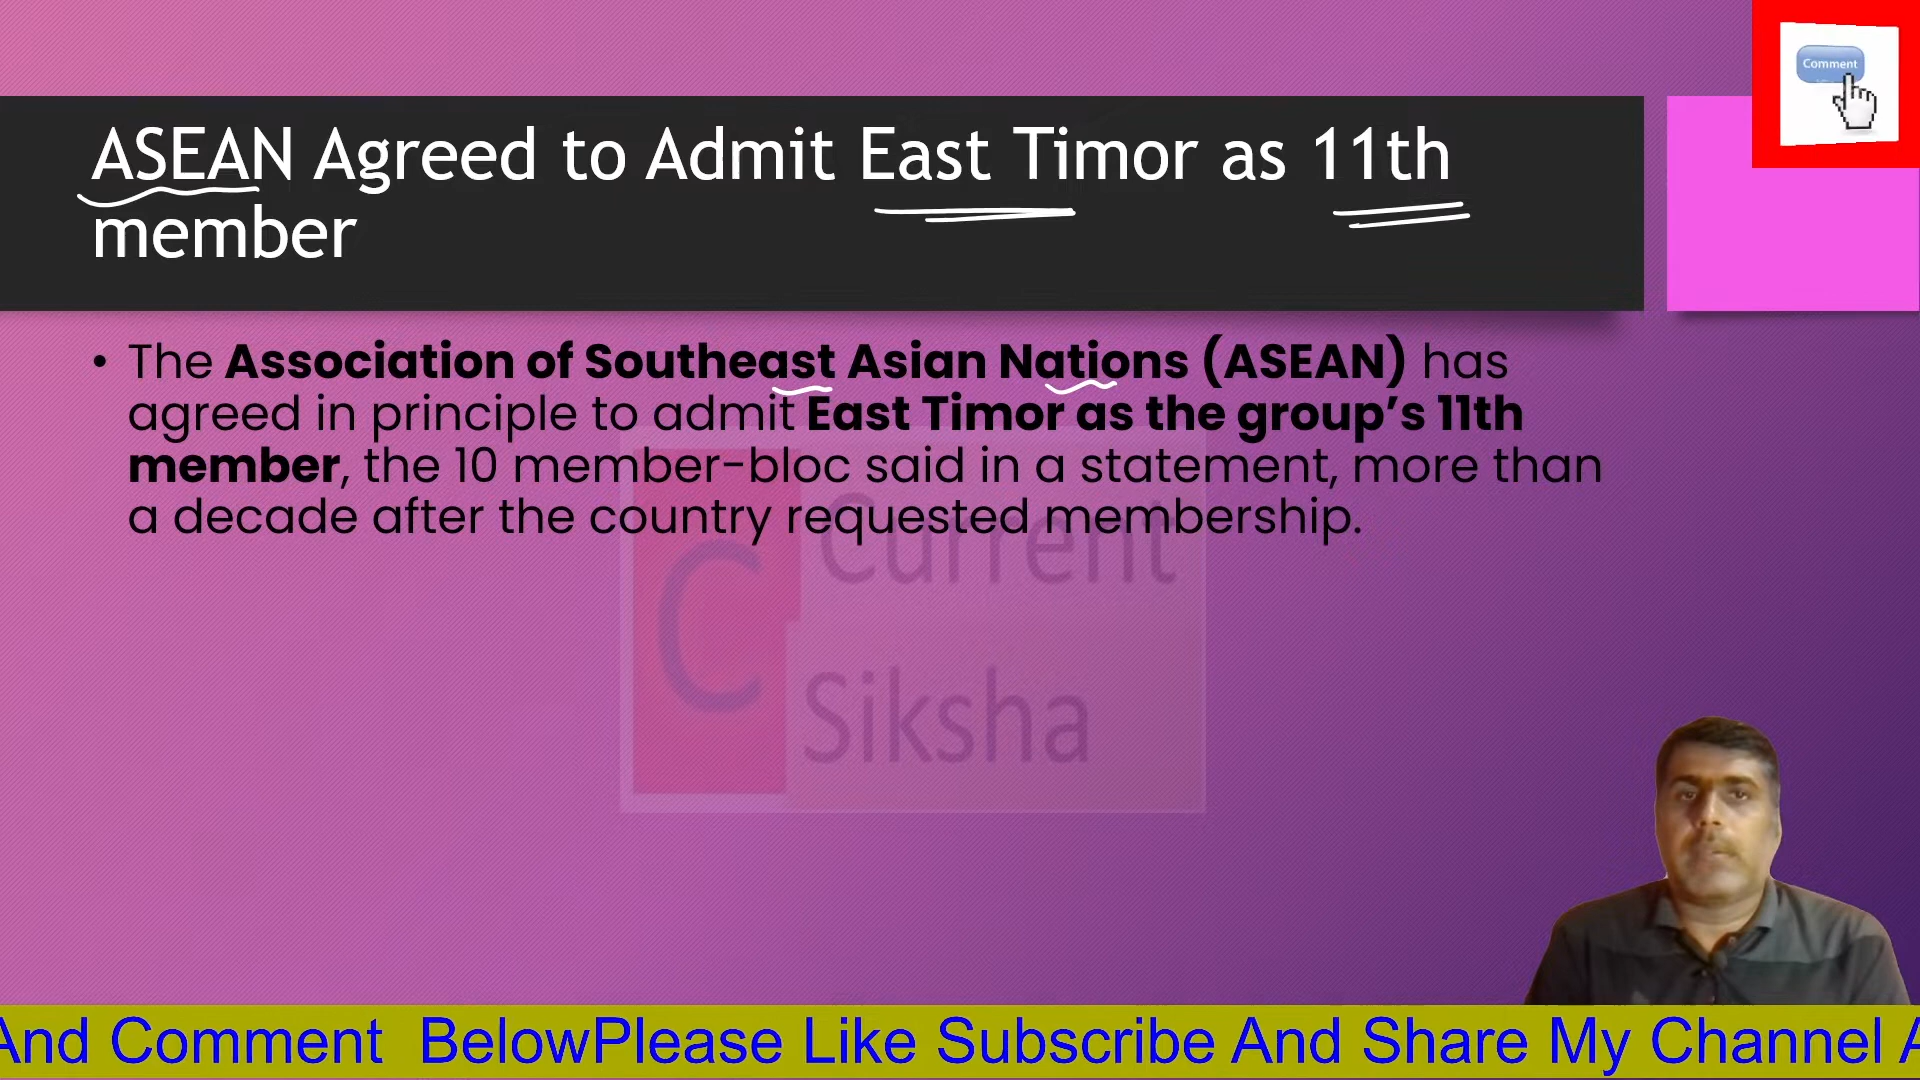 Comment
ASEAN Agreed to Admit East Timor as 11th
member
• The Association of Southeast Asian Nations (ASEAN) has
agreed in principle to admit East Timor as the group’s 11th
member, the 10 member-bloc said in a statement, more than
a decade after the country requested membership.
C
Current
Siksha
And Comment BelowPlease Like Subscribe And Share My Channel A